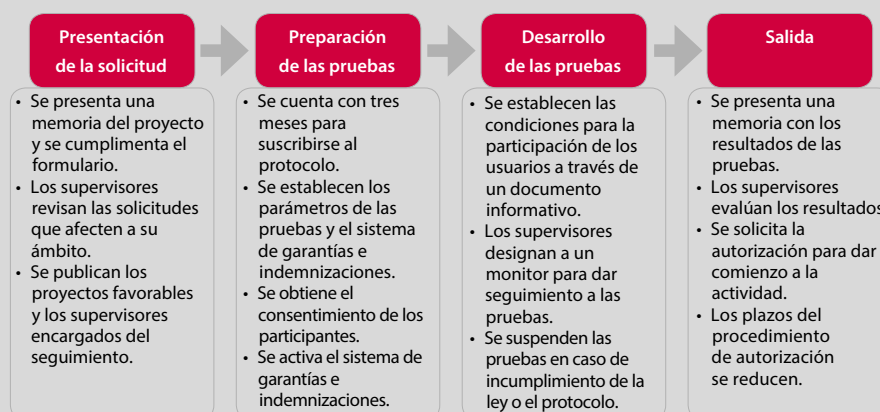 Presentación
de la solicitud
• Se presenta una
memoria del proyecto
y se cumplimenta el
formulario.
• Los supervisores
revisan las solicitudes
que afecten a su
ámbito.
• Se publican los
proyectos favorables
y los supervisores
encargados del
seguimiento.
Preparación
de las pruebas
• Se cuenta con tres
meses para
suscribirse al
protocolo.
• Se establecen los
parámetros de las
pruebas y el sistema
de garantías e
indemnizaciones.
• Se obtiene el
consentimiento de los
participantes.
• Se activa el sistema de
garantías e
indemnizaciones.
Desarrollo
de las pruebas
• Se establecen las
condiciones para la
participación de los
usuarios a través de
un documento
informativo.
• Los supervisores
designan a un
monitor para dar
seguimiento a las
pruebas.
• Se suspenden las
pruebas en caso de
incumplimiento de la
ley o el protocolo.
Salida
• Se presenta una
memoria con los
resultados de las
pruebas.
• Los supervisores
evalúan los resultados
• Se solicita la
autorización para dar
comienzo a la
actividad.
• Los plazos del
procedimiento
de autorización
se reducen.